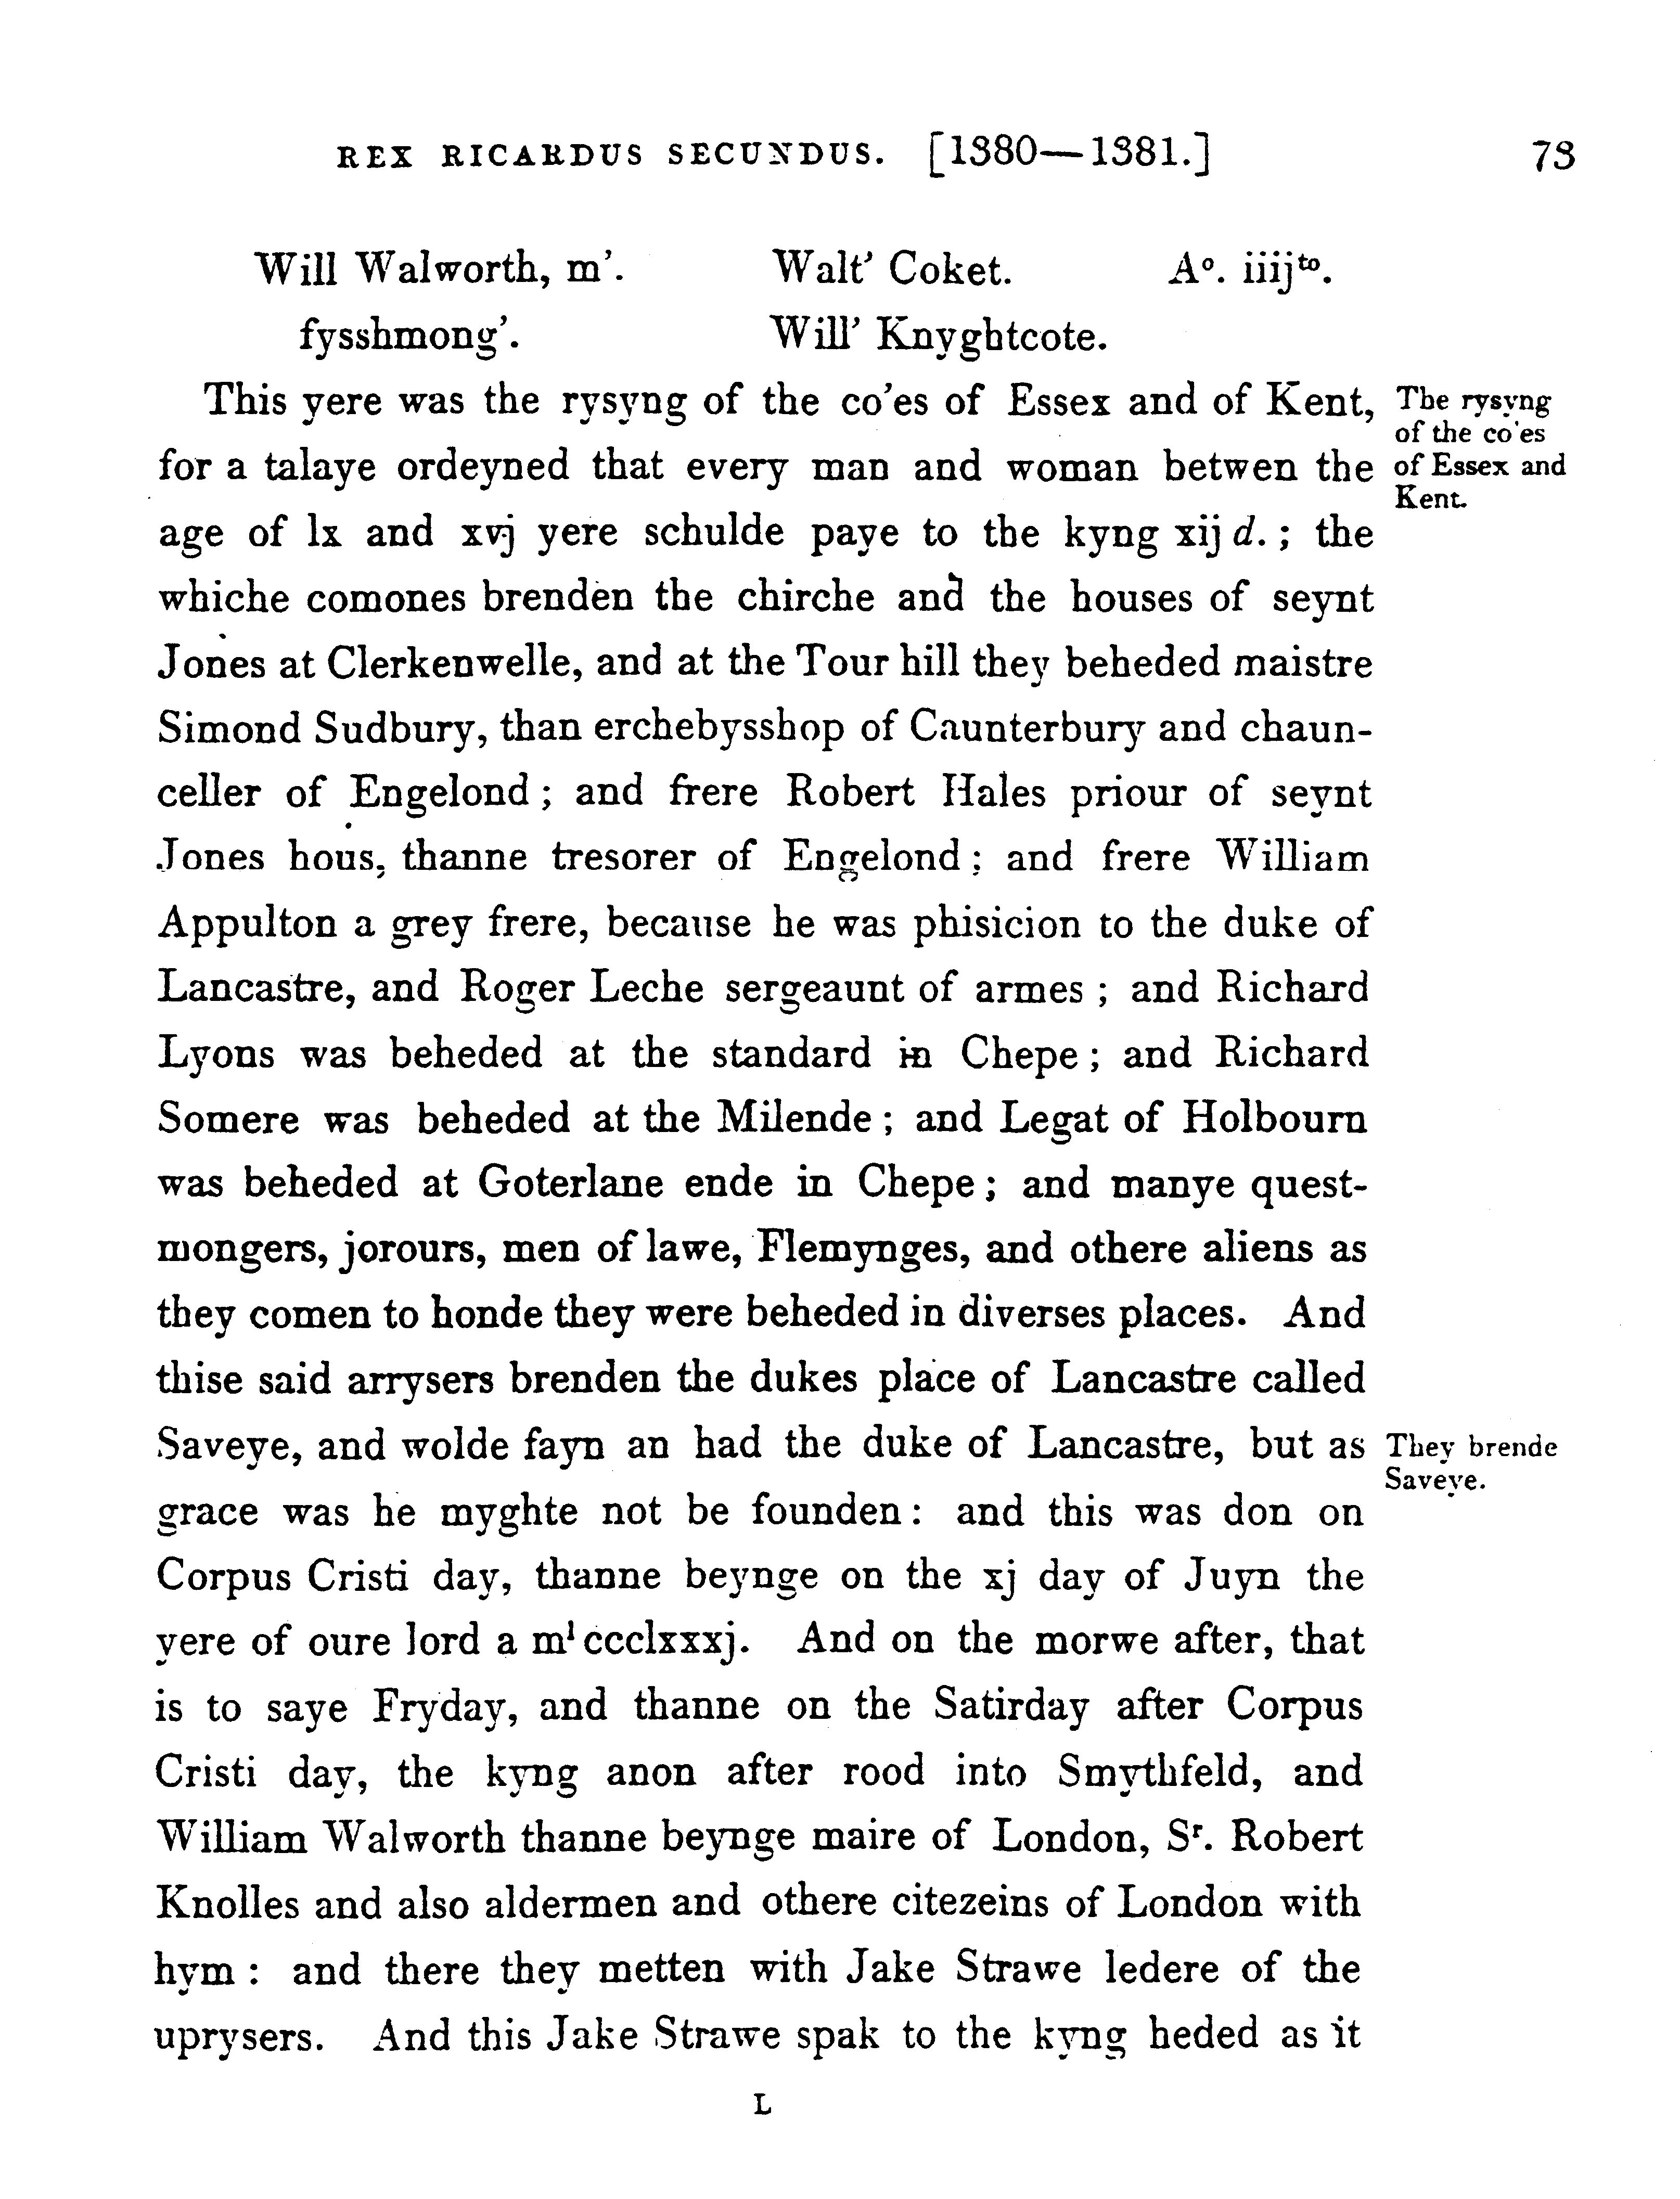 REX RICARDUS SECUNDUS. [1380—1381.] 73
Will Walworth, m'. Walt' Coket. Aº. iiijᵗᵒ.
fysshmong'. Will' Knyghtcote.
This yere was the rysyng of the co'es of Essex and of Kent,
for a talaye ordeyned that every man and woman betwen the
age of lx and xvj yere schulde paye to the kyng xij d. ; the
whiche comones brenden the chirche and the houses of seynt
Jones at Clerkenwelle, and at the Tour hill they beheded maistre
Simond Sudbury, than erchebysshop of Caunterbury and chaun-
celler of Engelond ; and frere Robert Hales priour of seynt
Jones hous, thanne tresorer of Engelond ; and frere William
Appulton a grey frere, because he was phisicion to the duke of
Lancastre, and Roger Leche sergeaunt of armes ; and Richard
Lyons was beheded at the standard in Chepe ; and Richard
Somere was beheded at the Milende ; and Legat of Holbourn
was beheded at Goterlane ende in Chepe ; and manye quest-
mongers, jorours, men of lawe, Flemynges, and othere aliens as
they comen to honde they were beheded in diverses places. And
thise said arrysers brenden the dukes place of Lancastre called
Saveye, and wolde fayn an had the duke of Lancastre, but as
grace was he myghte not be founden : and this was don on
Corpus Cristi day, thanne beynge on the xj day of Juyn the
yere of oure lord a mˡ ccclxxxj. And on the morwe after, that
is to saye Fryday, and thanne on the Satirday after Corpus
Cristi day, the kyng anon after rood into Smythfeld, and
William Walworth thanne beynge maire of London, Sʳ. Robert
Knolles and also aldermen and othere citezeins of London with
hym : and there they metten with Jake Strawe ledere of the
uprysers. And this Jake Strawe spak to the kyng heded as it
L
The rysyng
of the co'es
of Essex and
Kent.
They brende
Saveye.